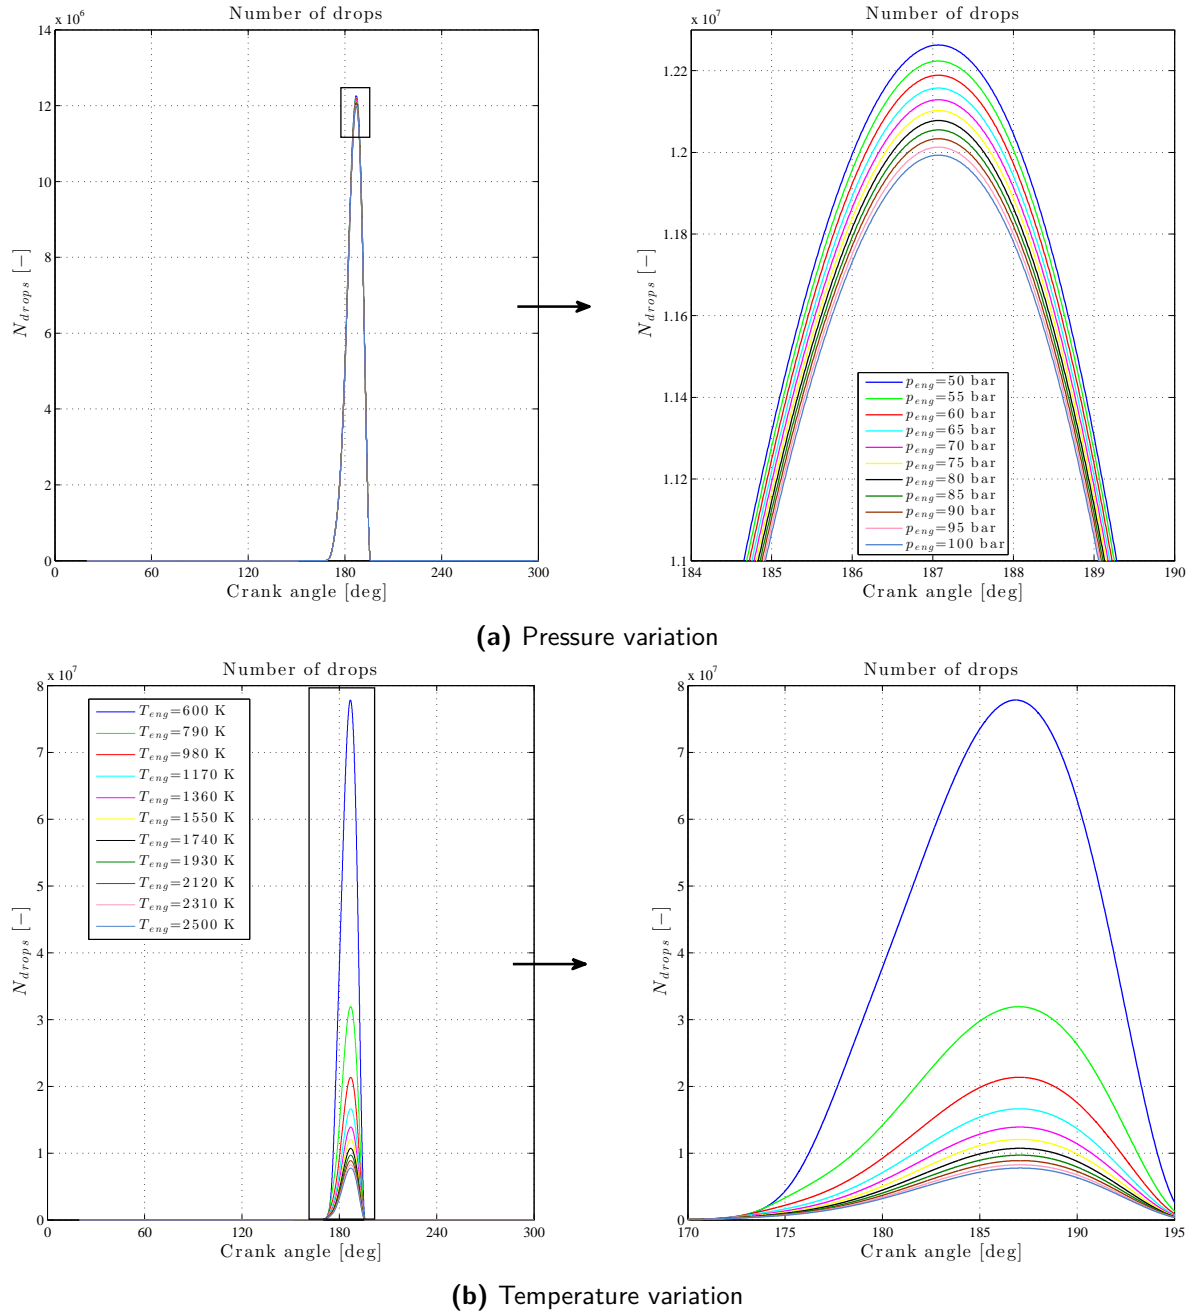 Number of drops
x 10^6
14
12
10
8
6
4
2
0
N_drops [−]
0 60 120 180 240 300
Crank angle [deg]
Number of drops
x 10^7
1.22
1.2
1.18
1.16
1.14
1.12
1.1
N_drops [−]
p_eng=50 bar
p_eng=55 bar
p_eng=60 bar
p_eng=65 bar
p_eng=70 bar
p_eng=75 bar
p_eng=80 bar
p_eng=85 bar
p_eng=90 bar
p_eng=95 bar
p_eng=100 bar
184 185 186 187 188 189 190
Crank angle [deg]
(a) Pressure variation
Number of drops
x 10^7
8
7
6
5
4
3
2
1
0
N_drops [−]
T_eng=600 K
T_eng=790 K
T_eng=980 K
T_eng=1170 K
T_eng=1360 K
T_eng=1550 K
T_eng=1740 K
T_eng=1930 K
T_eng=2120 K
T_eng=2310 K
T_eng=2500 K
0 60 120 180 240 300
Crank angle [deg]
Number of drops
x 10^7
8
7
6
5
4
3
2
1
0
N_drops [−]
170 175 180 185 190 195
Crank angle [deg]
(b) Temperature variation